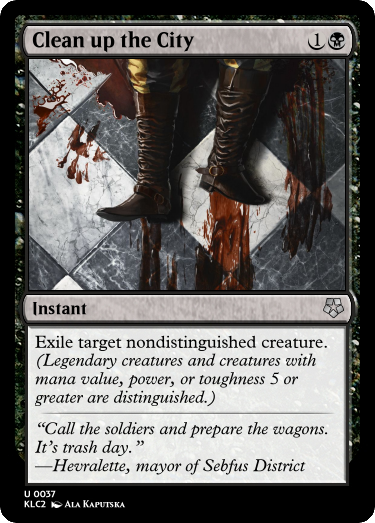 Clean up the City 1
Instant
Exile target nondistinguished creature.
(Legendary creatures and creatures with
mana value, power, or toughness 5 or
greater are distinguished.)
“Call the soldiers and prepare the wagons.
It’s trash day.”
—Hevralette, mayor of Sebfus District
U 0037
KLC2 Ala Kaputska